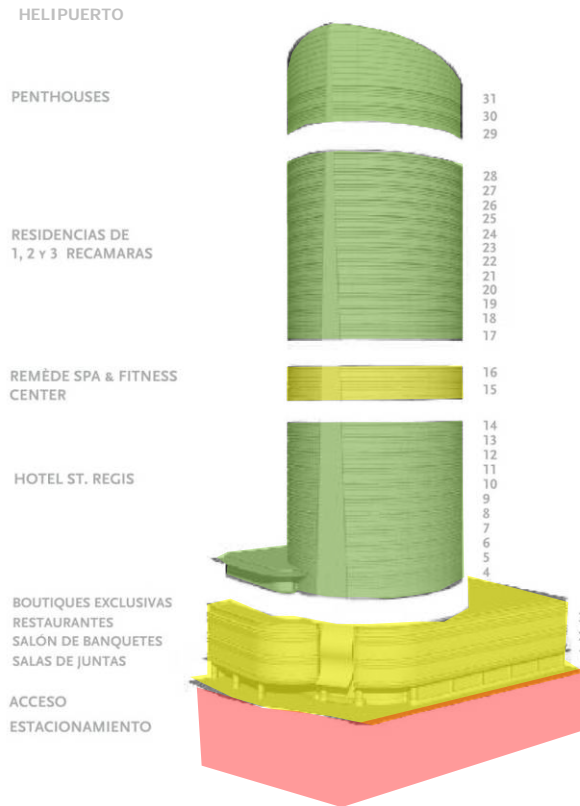 HELIPUERTO
PENTHOUSES
31
30
29
28
27
26
25
RESIDENCIAS DE
1, 2 Y 3 RECAMARAS
24
23
22
21
20
19
18
17
REMÈDE SPA & FITNESS
CENTER
16
15
14
13
12
11
HOTEL ST. REGIS
10
9
8
7
6
5
4
BOUTIQUES EXCLUSIVAS
RESTAURANTES
SALÓN DE BANQUETES
SALAS DE JUNTAS
ACCESO
ESTACIONAMIENTO